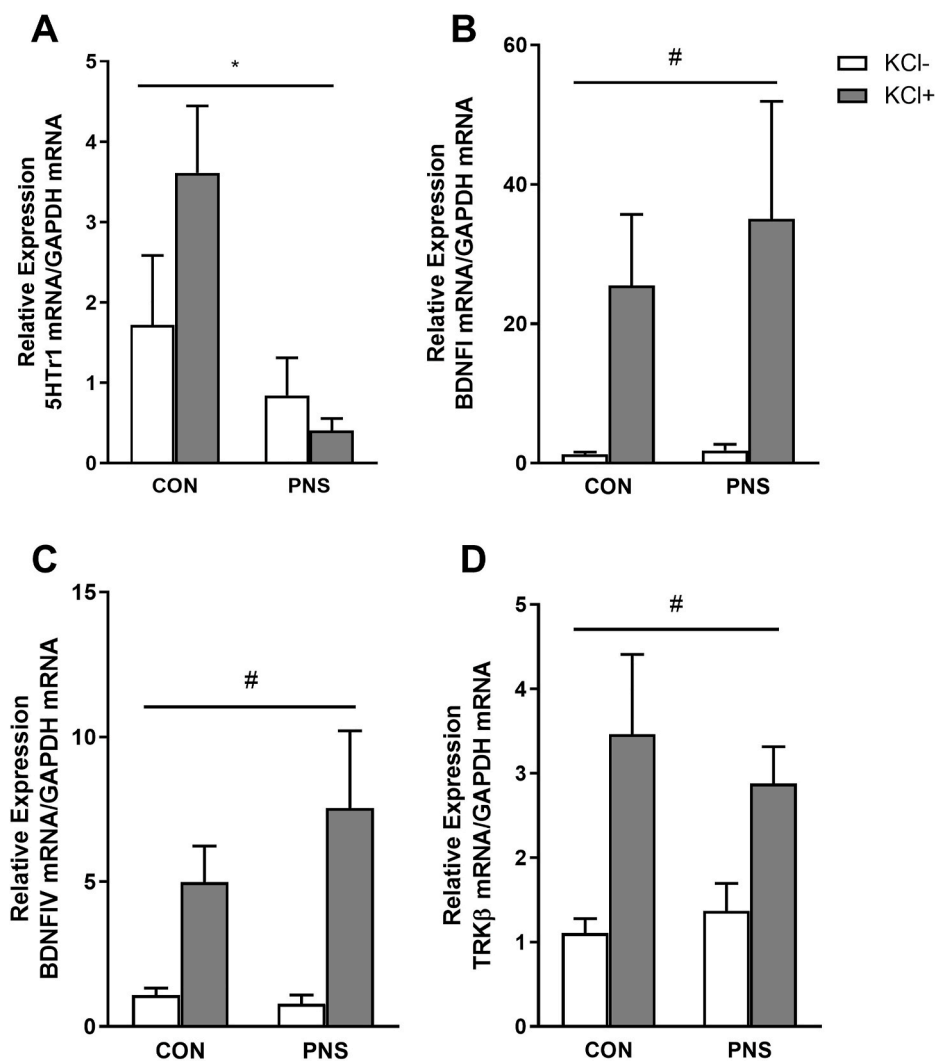 A
Relative Expression
5HTr1 mRNA/GAPDH mRNA
5
4
3
2
1
0
*
CON
PNS
B
Relative Expression
BDNFI mRNA/GAPDH mRNA
60
40
20
0
#
CON
PNS
KCl-
KCl+
C
Relative Expression
BDNFIV mRNA/GAPDH mRNA
15
10
5
0
#
CON
PNS
D
Relative Expression
TRKβ mRNA/GAPDH mRNA
5
4
3
2
1
0
#
CON
PNS